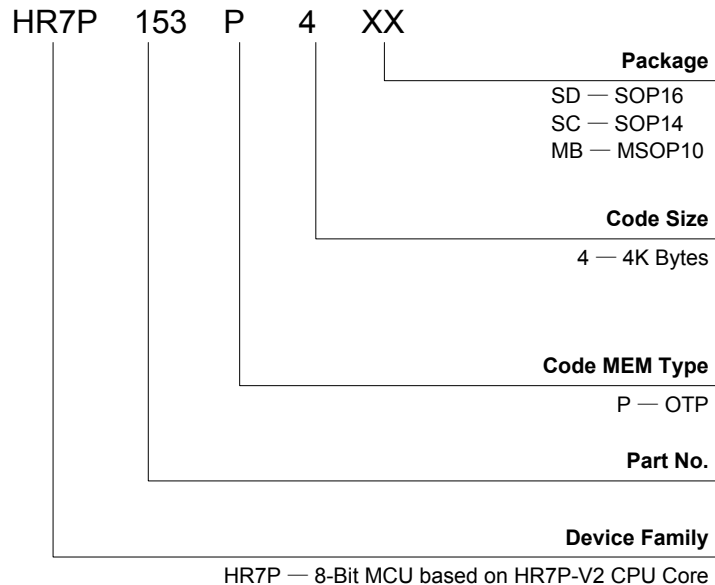 HR7P 153 P 4 XX
Package
SD — SOP16
SC — SOP14
MB — MSOP10
Code Size
4 — 4K Bytes
Code MEM Type
P — OTP
Part No.
Device Family
HR7P — 8-Bit MCU based on HR7P-V2 CPU Core